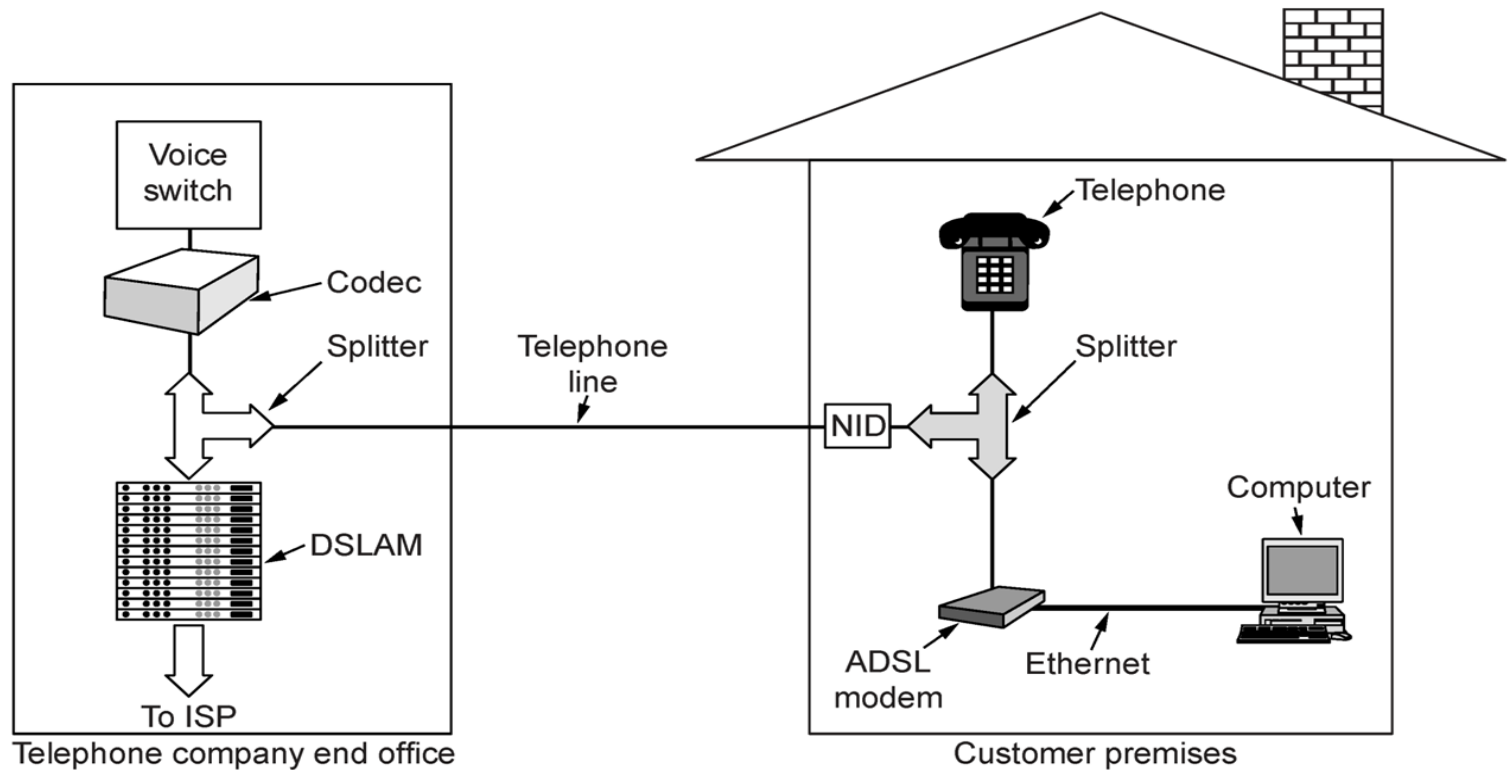 Voice
switch
Codec
Splitter
DSLAM
To ISP
Telephone company end office
Telephone
line
NID
Telephone
Splitter
Computer
ADSL
modem
Ethernet
Customer premises